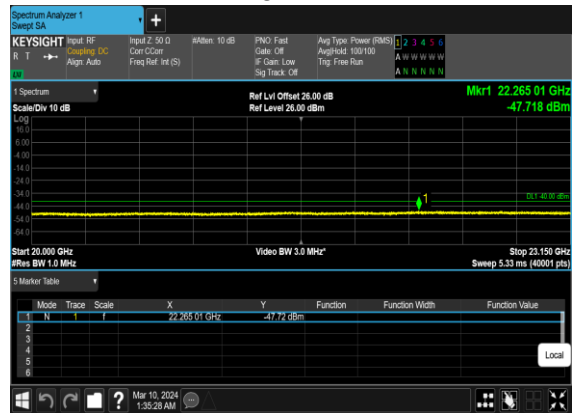 Spectrum Analyzer 1
Swept SA
KEYSIGHT Input: RF Input Z: 50 Ω #Atten: 10 dB PNO: Fast Avg Type: Power (RMS) 1 2 3 4 5 6
R T Coupling: DC Corr CCorr Gate: Off Avg|Hold: 100/100 A W W W W W
Align: Auto Freq Ref: Int (S) IF Gain: Low Trig: Free Run
LW Sig Track: Off A N N N N N
1 Spectrum Ref Lvl Offset 26.00 dB Mkr1 22.265 01 GHz
Scale/Div 10 dB Ref Level 26.00 dBm -47.718 dBm
Log
16.0
6.00
-4.00
-14.0
-24.0
-34.0
DL1 -40.00 dBm
1
-44.0
-54.0
-64.0
Start 20.000 GHz Video BW 3.0 MHz* Stop 23.150 GHz
#Res BW 1.0 MHz Sweep 5.33 ms (40001 pts)
5 Marker Table
Mode Trace Scale X Y Function Function Width Function Value
1 N 1 f 22.265 01 GHz -47.72 dBm
2
3
4
5
6
Local
? Mar 10, 2024
1:35:28 AM